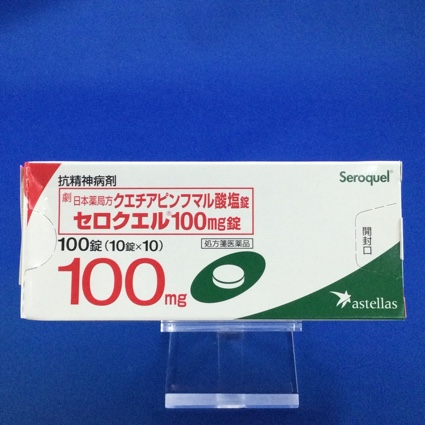 抗精神病剤
Seroquel®
劇 日本薬局方 クエチアピンフマル酸塩錠
セロクエル®100mg錠
100錠(10錠×10)
処方箋医薬品
開封口
100mg
astellas